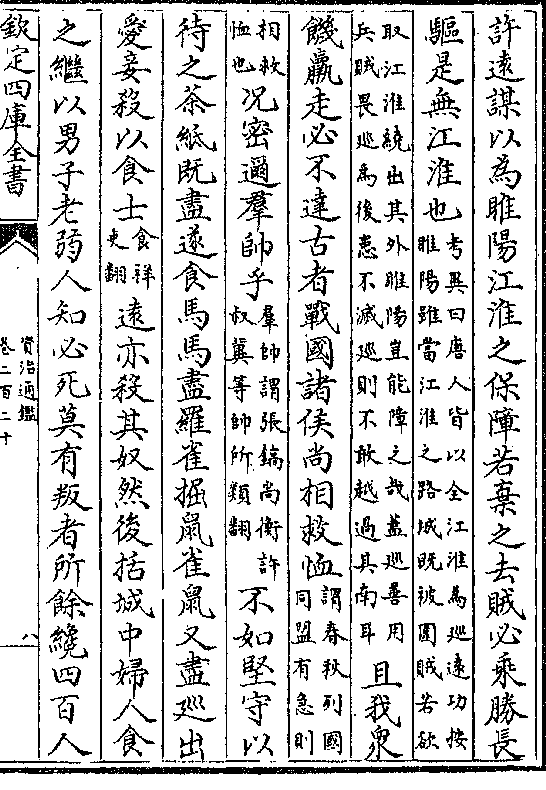 許遠謀以為睢陽江淮之保障若棄之去賊必乘勝長
驅是無江淮也
考異曰唐人皆以全江淮為巡遠功按
睢陽雖當江淮之路城既被圍賊若欲
取江淮繞出其外睢陽豈能障之哉蓋巡善用
兵賊畏巡為後患不滅巡則不敢越過其南耳
且我衆
饑羸走必不達古者戰國諸侯尚相救恤
謂春秋列國
同盟有急則
相救
恤也
况密邇羣帥乎
羣帥謂張鎬尚衡許
叔冀等帥所類翻
不如堅守以
待之茶紙既盡遂食馬馬盡羅雀掘鼠雀鼠又盡巡出
愛妾殺以食士
食祥
吏翻
遠亦殺其奴然後括城中婦人食
之繼以男子老弱人知必死莫有叛者所餘纔四百人
欽定四庫全書
資治通鑑
卷二百二十
八